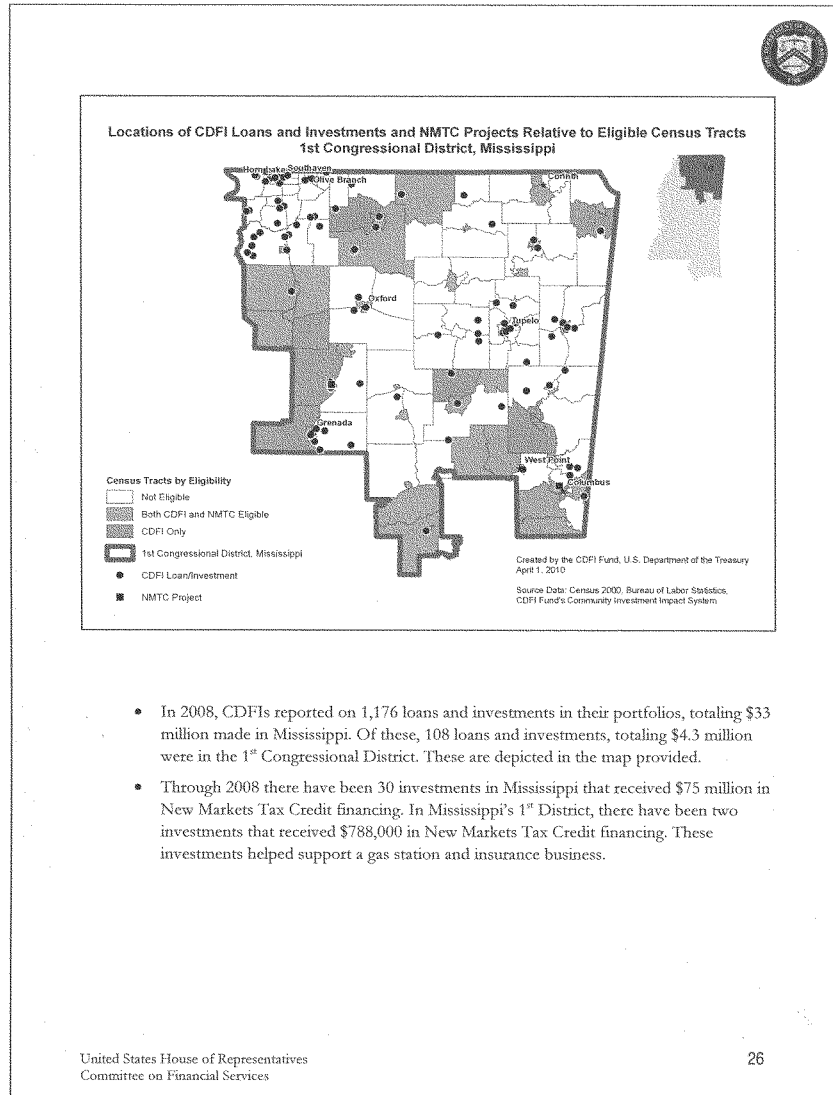 Locations of CDFI Loans and Investments and NMTC Projects Relative to Eligible Census Tracts
1st Congressional District, Mississippi
Horn Lake Southaven
Olive Branch
Corinth
Oxford
Tupelo
Grenada
West Point
Columbus
Census Tracts by Eligibility
Not Eligible
Both CDFI and NMTC Eligible
CDFI Only
1st Congressional District, Mississippi
CDFI Loan/Investment
NMTC Project
Created by the CDFI Fund, U.S. Department of the Treasury
April 1, 2010
Source Data: Census 2000, Bureau of Labor Statistics,
CDFI Fund's Community Investment Impact System
• In 2008, CDFIs reported on 1,176 loans and investments in their portfolios, totaling $33
million made in Mississippi. Of these, 108 loans and investments, totaling $4.3 million
were in the 1st Congressional District. These are depicted in the map provided.
• Through 2008 there have been 30 investments in Mississippi that received $75 million in
New Markets Tax Credit financing. In Mississippi's 1st District, there have been two
investments that received $788,000 in New Markets Tax Credit financing. These
investments helped support a gas station and insurance business.
United States House of Representatives
Committee on Financial Services
26